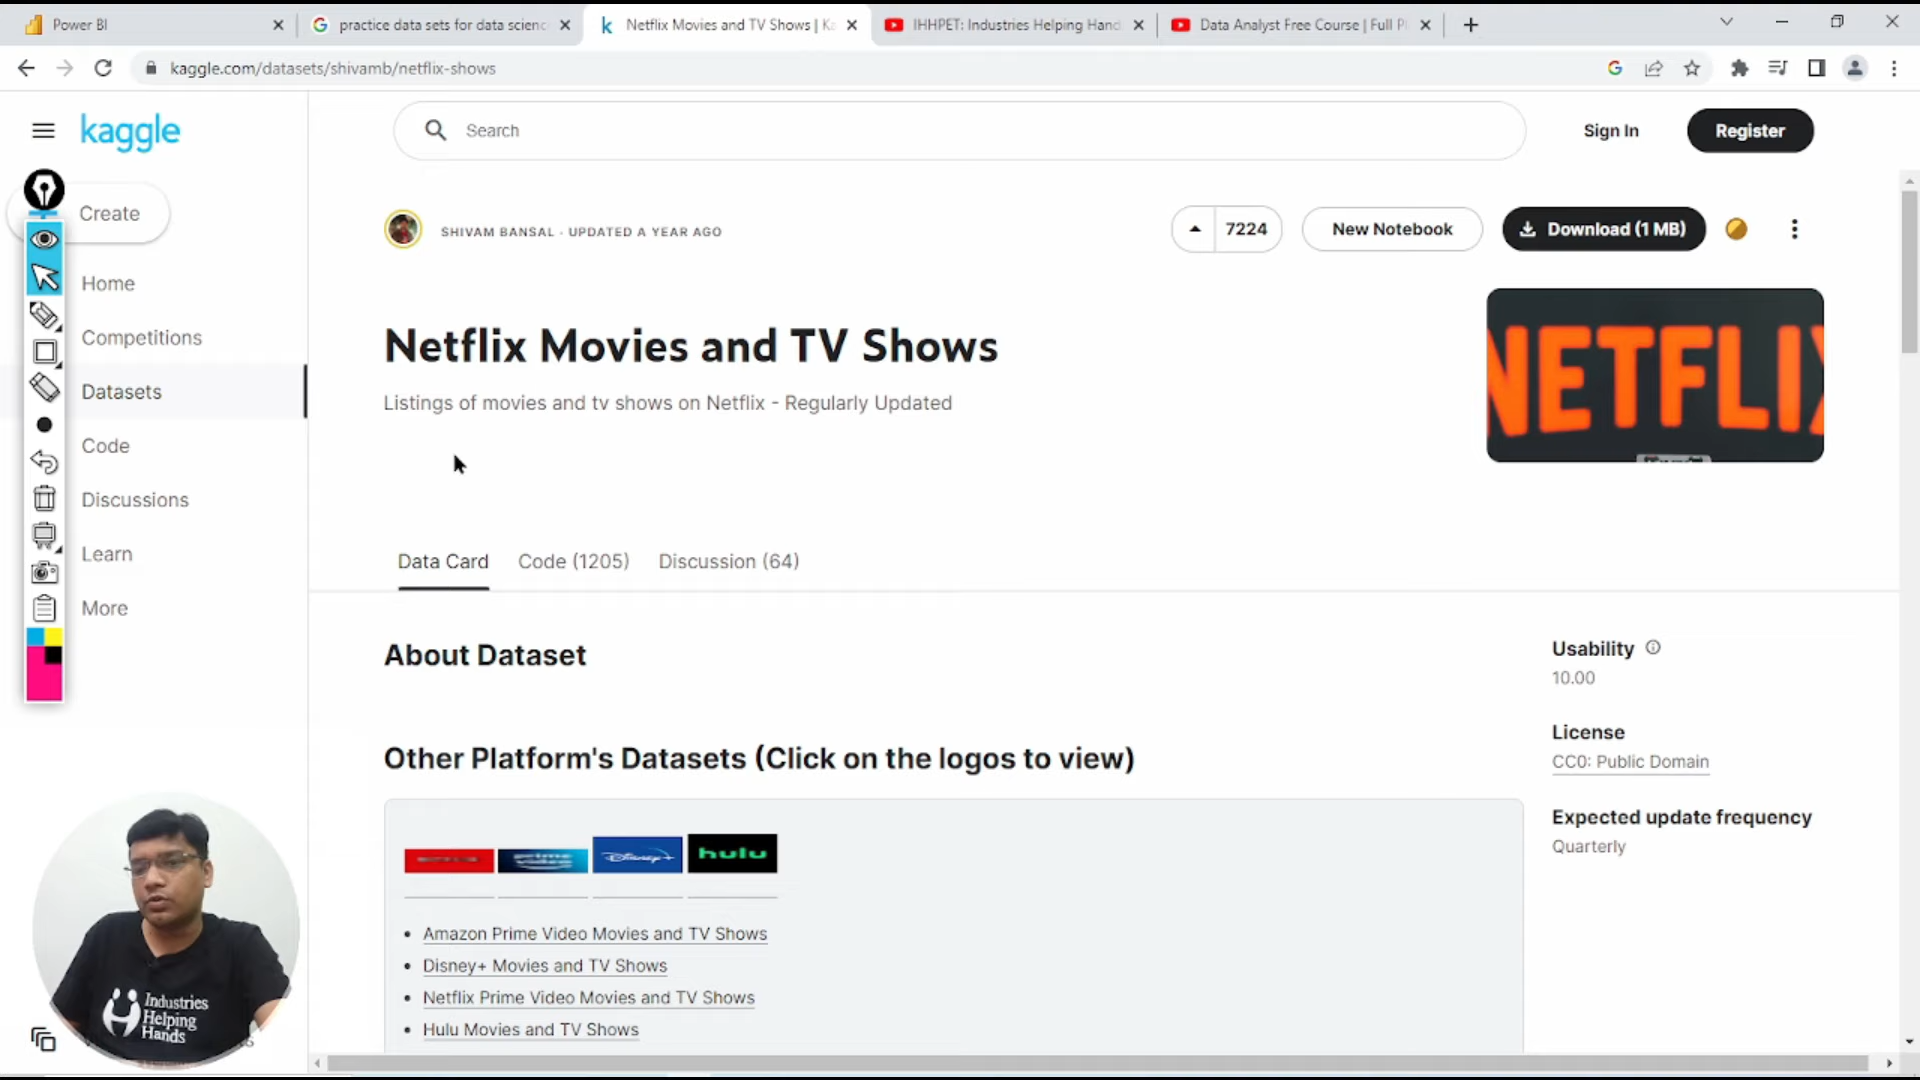 Power BI
practice data sets for data scienc
Netflix Movies and TV Shows | Ka
IHHPET: Industries Helping Hand
Data Analyst Free Course | Full P
kaggle.com/datasets/shivamb/netflix-shows
kaggle
Search
Sign In
Register
Create
SHIVAM BANSAL · UPDATED A YEAR AGO
7224
New Notebook
Download (1 MB)
Home
Competitions
Datasets
Code
Discussions
Learn
More
Netflix Movies and TV Shows
Listings of movies and tv shows on Netflix - Regularly Updated
NETFLIX
Data Card
Code (1205)
Discussion (64)
About Dataset
Usability
10.00
License
CC0: Public Domain
Expected update frequency
Quarterly
Other Platform's Datasets (Click on the logos to view)
prime video
Disney+
hulu
• Amazon Prime Video Movies and TV Shows
• Disney+ Movies and TV Shows
• Netflix Prime Video Movies and TV Shows
• Hulu Movies and TV Shows
Industries
Helping
Hands